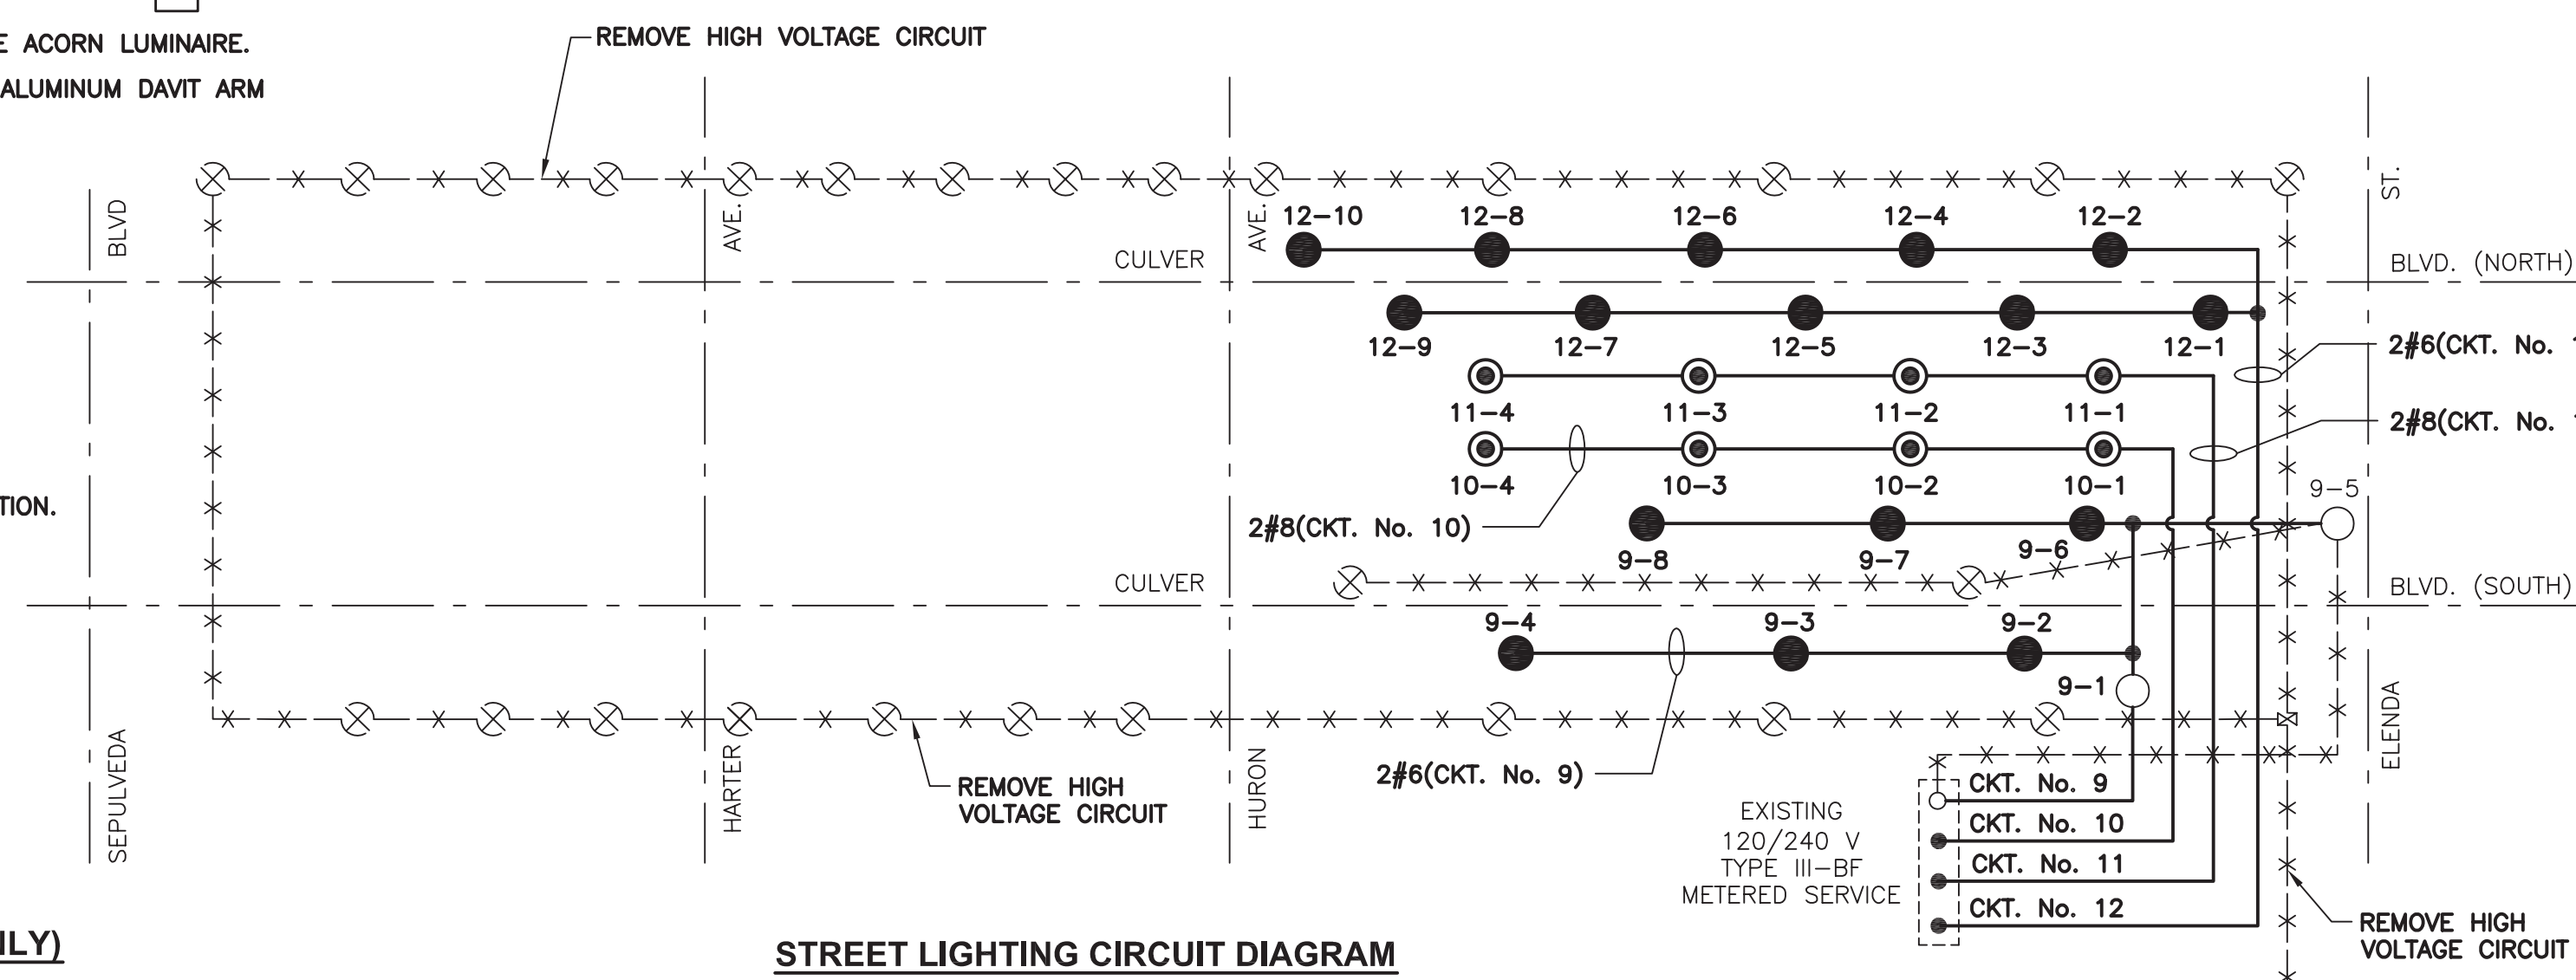 E ACORN LUMINAIRE.
ALUMINUM DAVIT ARM
REMOVE HIGH VOLTAGE CIRCUIT
BLVD
AVE.
AVE.
ST.
12-10 12-8 12-6 12-4 12-2
CULVER
BLVD. (NORTH)
12-9 12-7 12-5 12-3 12-1
2#6(CKT. No.
11-4 11-3 11-2 11-1
2#8(CKT. No.
10-4 10-3 10-2 10-1
9-5
TION.
2#8(CKT. No. 10)
9-8 9-7 9-6
CULVER
BLVD. (SOUTH)
9-4 9-3 9-2
9-1
SEPULVEDA
HARTER
HURON
ELENDA
2#6(CKT. No. 9)
REMOVE HIGH
VOLTAGE CIRCUIT
EXISTING
120/240 V
TYPE III-BF
METERED SERVICE
CKT. No. 9
CKT. No. 10
CKT. No. 11
CKT. No. 12
REMOVE HIGH
VOLTAGE CIRCUIT
NLY)
STREET LIGHTING CIRCUIT DIAGRAM